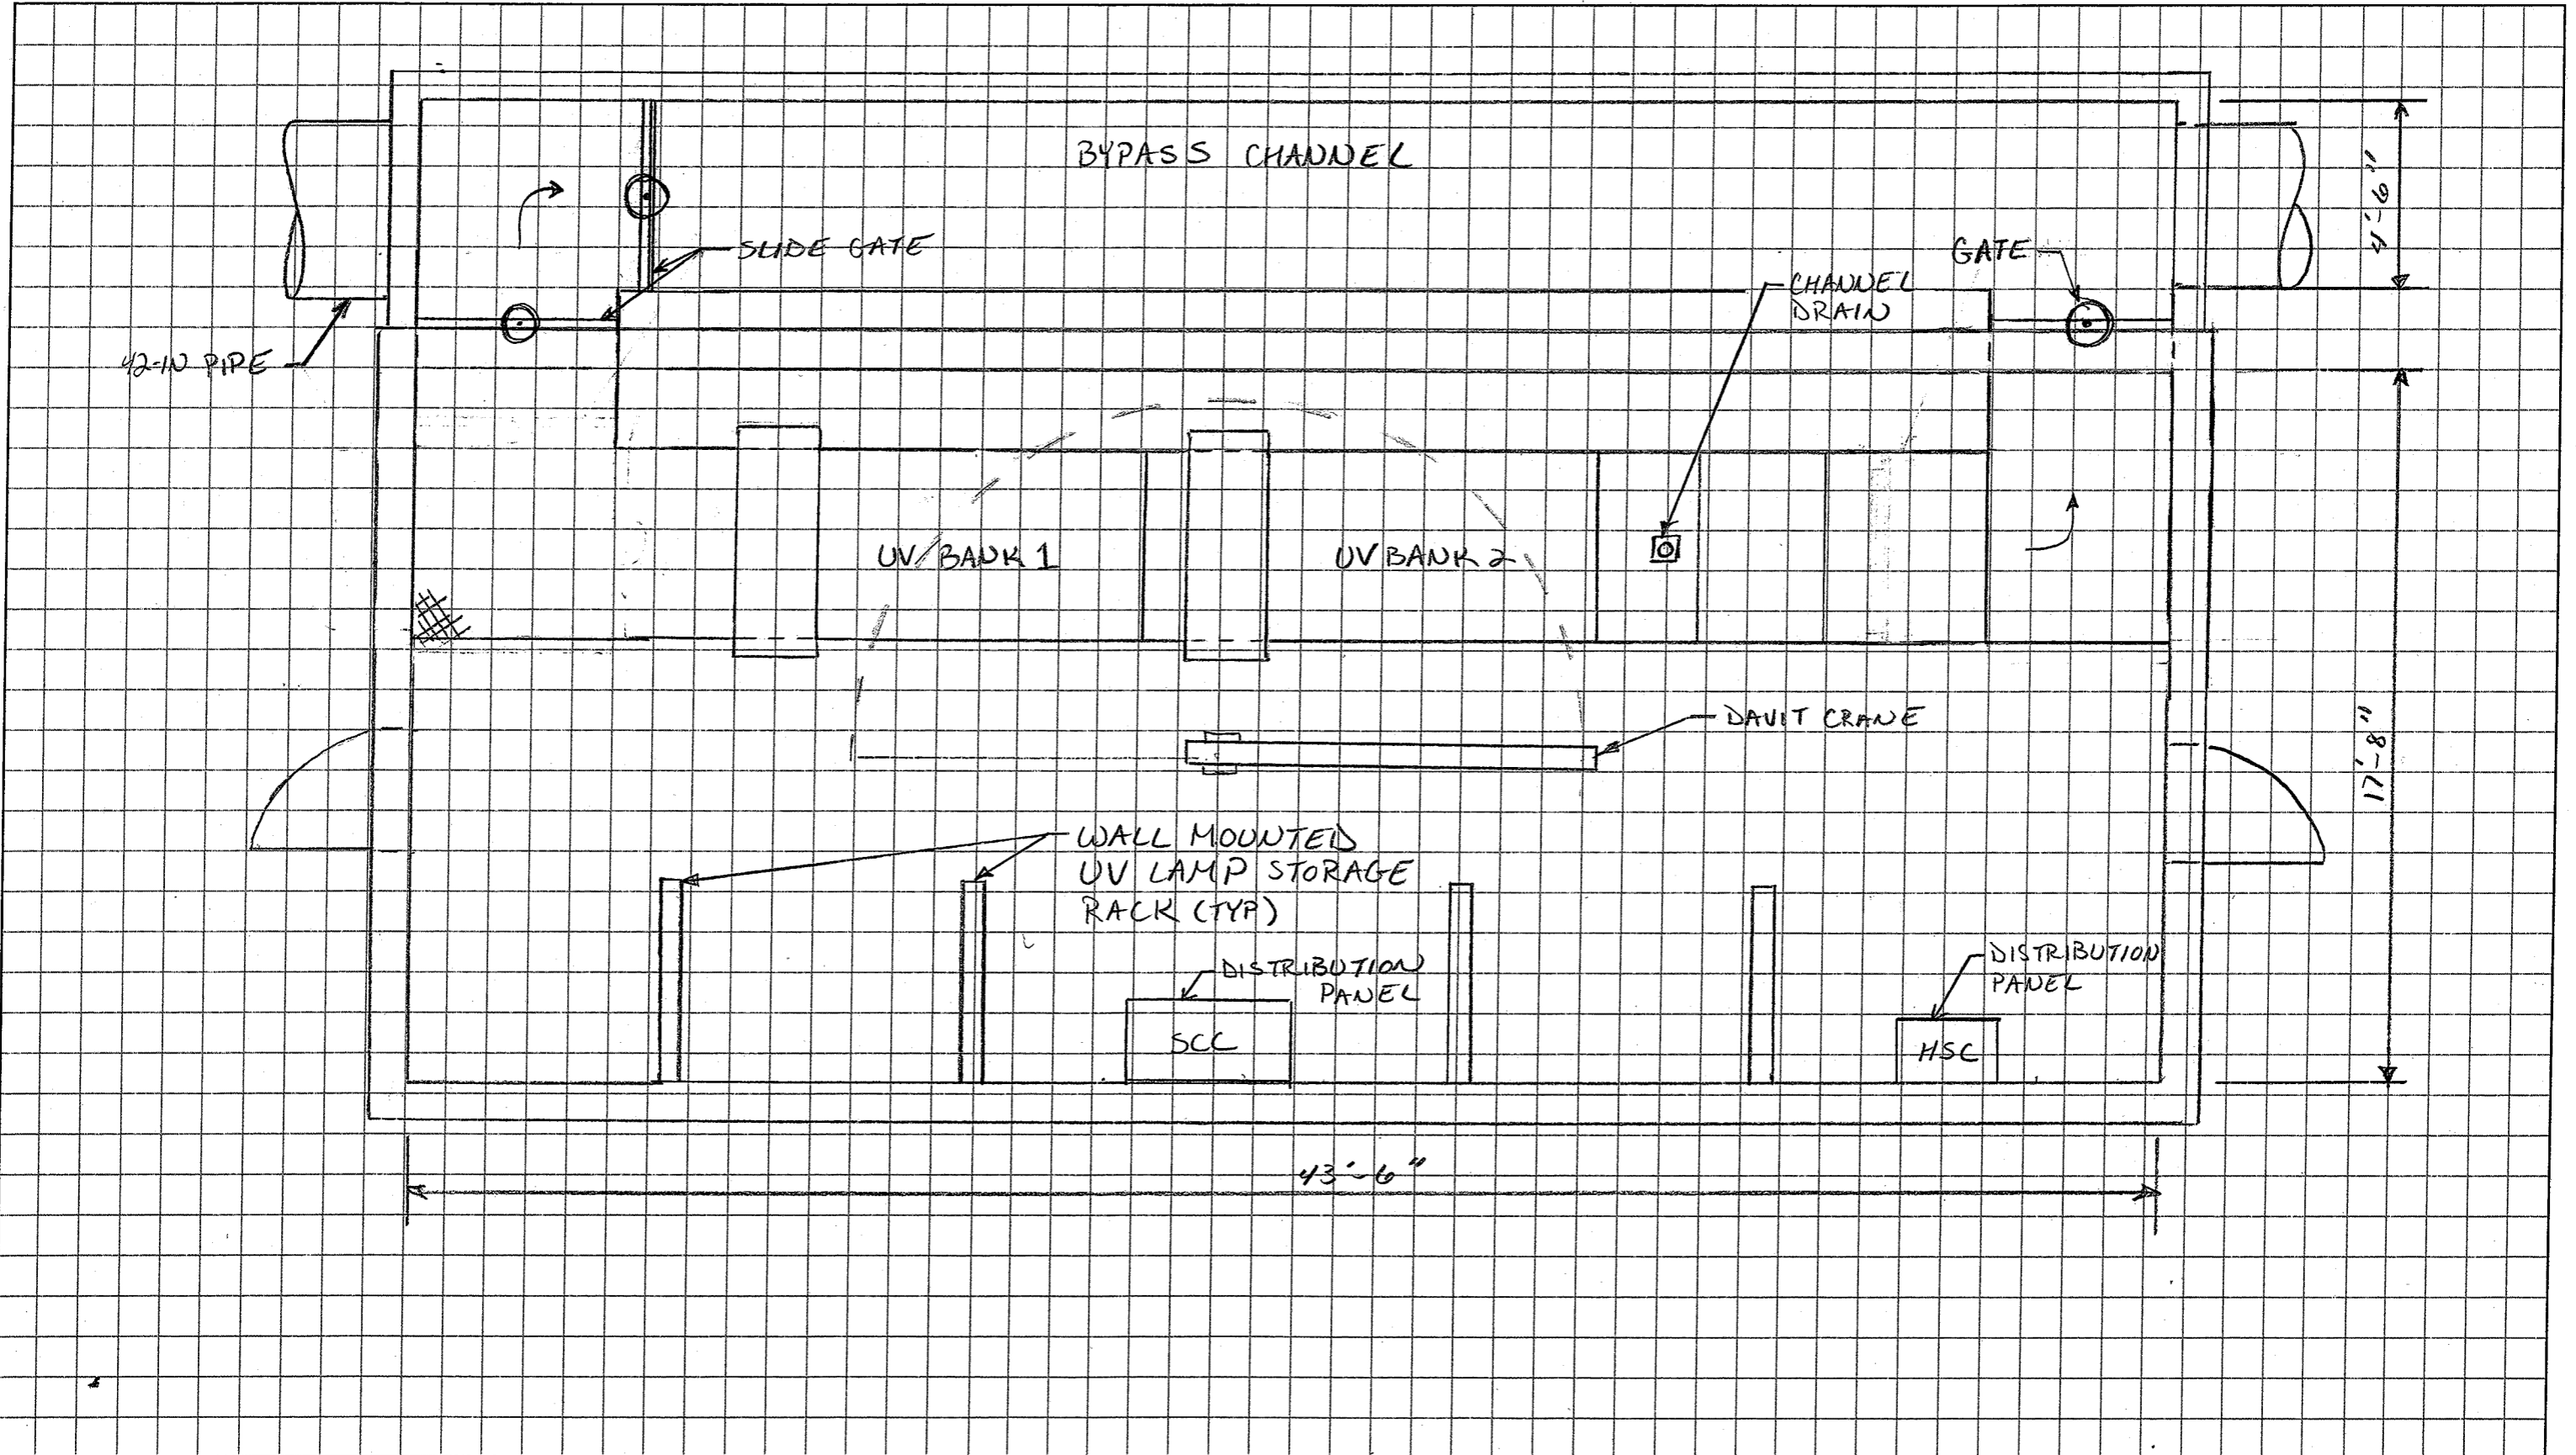 BYPASS CHANNEL
4'-6"
SLIDE GATE
GATE
CHANNEL
DRAIN
42-IN PIPE
UV BANK 1
UV BANK 2
DAVIT CRANE
17'-8"
WALL MOUNTED
UV LAMP STORAGE
RACK (TYP)
DISTRIBUTION
PANEL
SCC
DISTRIBUTION
PANEL
HSC
43'-6"